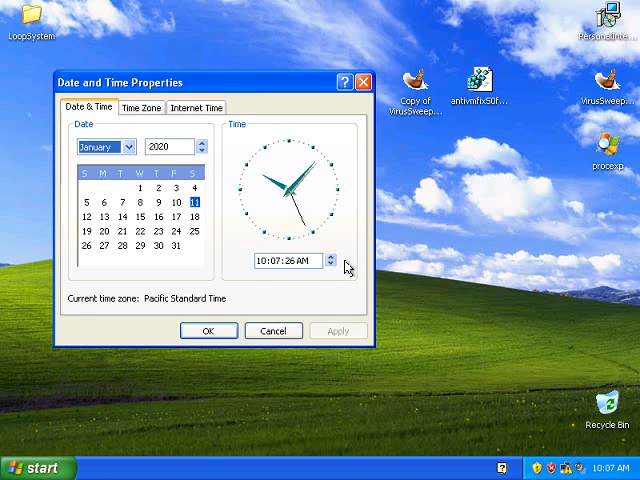 LoopSystem
PersonalInte...
Date and Time Properties
Date & Time
Time Zone
Internet Time
Date
Time
January
2020
S M T W T F S
1 2 3 4
5 6 7 8 9 10 11
12 13 14 15 16 17 18
19 20 21 22 23 24 25
26 27 28 29 30 31
10:07:26 AM
Current time zone: Pacific Standard Time
OK
Cancel
Apply
Copy of
VirusSweep...
antivmfix50f...
VirusSweep...
procexp
Recycle Bin
start
10:07 AM